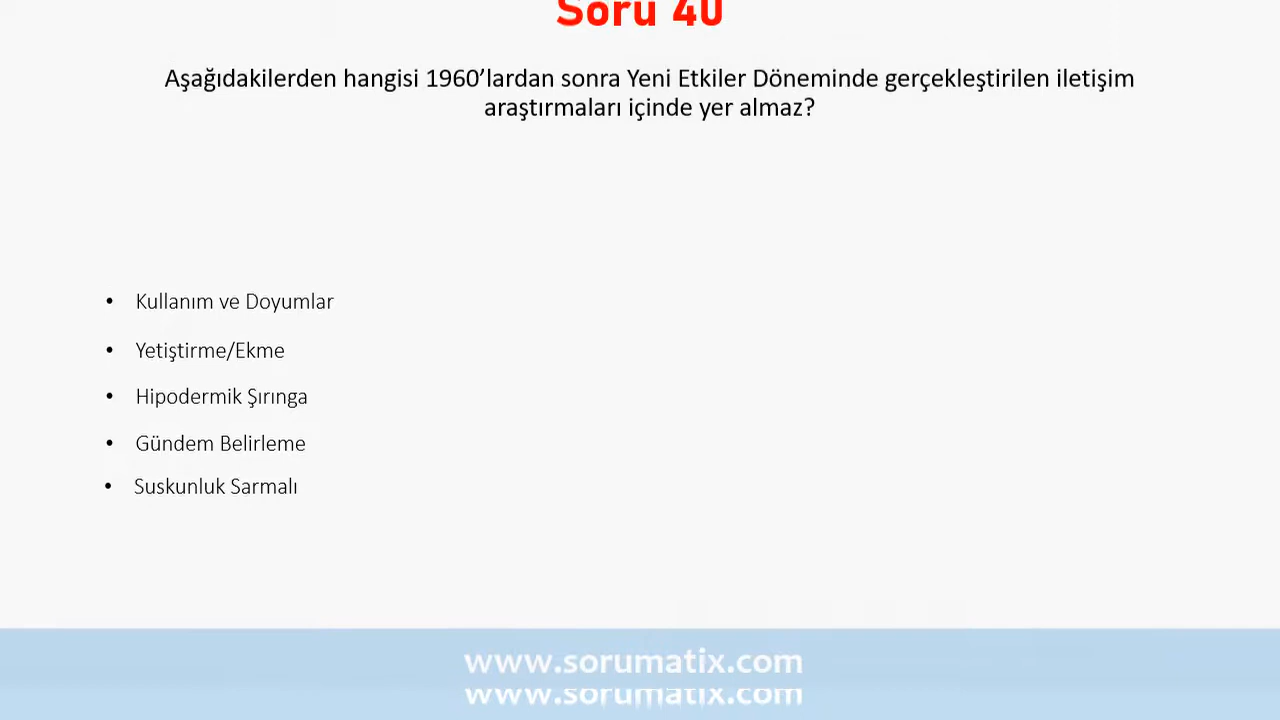 Soru 40
Aşağıdakilerden hangisi 1960’lardan sonra Yeni Etkiler Döneminde gerçekleştirilen iletişim
araştırmaları içinde yer almaz?
• Kullanım ve Doyumlar
• Yetiştirme/Ekme
• Hipodermik Şırınga
• Gündem Belirleme
• Suskunluk Sarmalı
www.sorumatix.com
www.sorumatix.com